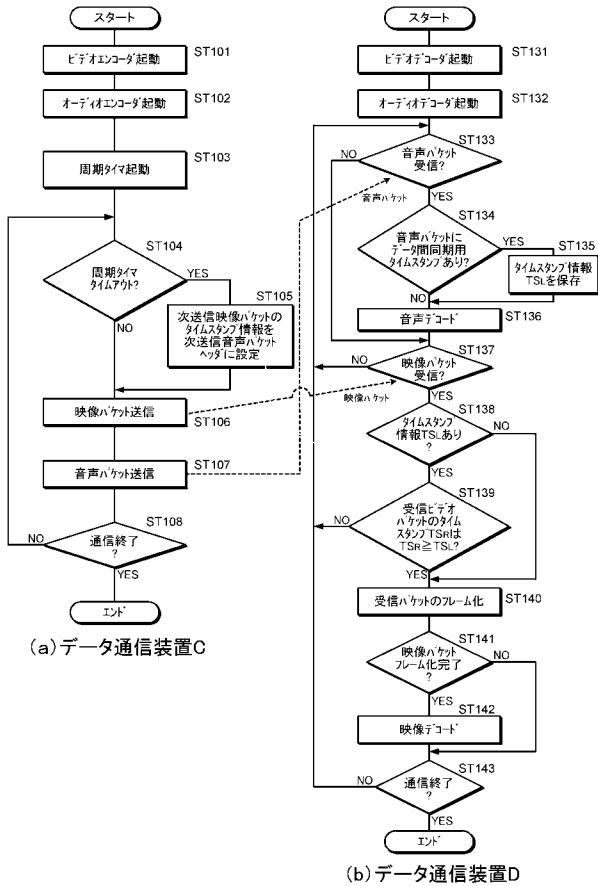 スタート
ビデオエンコーダ起動
ST101
オーディオエンコーダ起動
ST102
周期タイマ起動
ST103
ST104
周期タイマ
タイムアウト?
YES
NO
ST105
次送信映像パケットの
タイムスタンプ情報を
次送信音声パケット
ヘッダに設定
映像パケット送信
ST106
音声パケット送信
ST107
ST108
通信終了
?
NO
YES
エンド
(a)データ通信装置C
スタート
ビデオデコーダ起動
ST131
オーディオデコーダ起動
ST132
ST133
音声パケット
受信?
NO
YES
音声パケット
ST134
音声パケットに
データ間同期用
タイムスタンプあり?
YES
ST135
タイムスタンプ情報
TSLを保存
NO
音声デコード
ST136
ST137
映像パケット
受信?
NO
YES
映像パケット
ST138
タイムスタンプ
情報TSLあり
?
NO
YES
ST139
受信ビデオ
パケットのタイム
スタンプTSRは
TSR≧TSL?
NO
YES
受信パケットのフレーム化
ST140
ST141
映像パケット
フレーム化完了
?
NO
YES
ST142
映像デコード
ST143
通信終了
?
NO
YES
エンド
(b)データ通信装置D